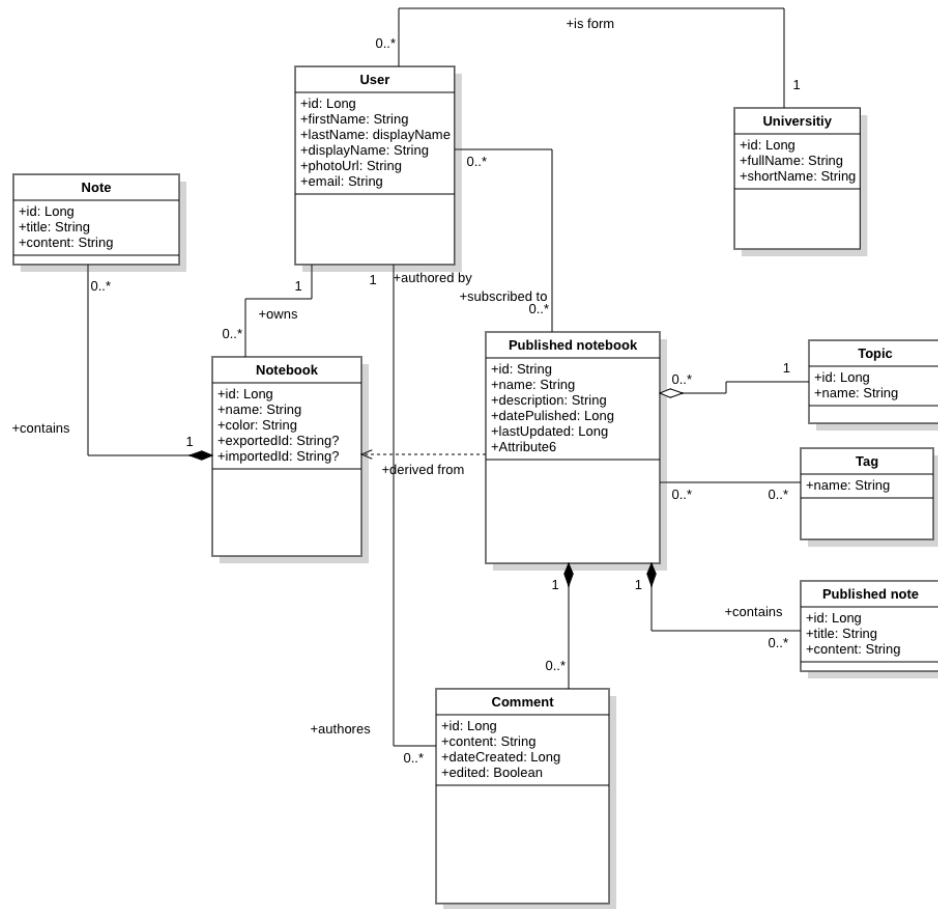 +is form
0..*
1
User
+id: Long
+firstName: String
+lastName: displayName
+displayName: String
+photoUrl: String
+email: String
Universitiy
+id: Long
+fullName: String
+shortName: String
0..*
Note
+id: Long
+title: String
+content: String
0..*
1
1
+authored by
+owns
0..*
+subscribed to
0..*
Notebook
+id: Long
+name: String
+color: String
+exportedId: String?
+importedId: String?
+contains
1
Published notebook
+id: String
+name: String
+description: String
+datePulished: Long
+lastUpdated: Long
+Attribute6
+derived from
0..*
1
Topic
+id: Long
+name: String
Tag
+name: String
0..*
0..*
1
1
+contains
0..*
Published note
+id: Long
+title: String
+content: String
0..*
Comment
+id: Long
+content: String
+dateCreated: Long
+edited: Boolean
+authores
0..*